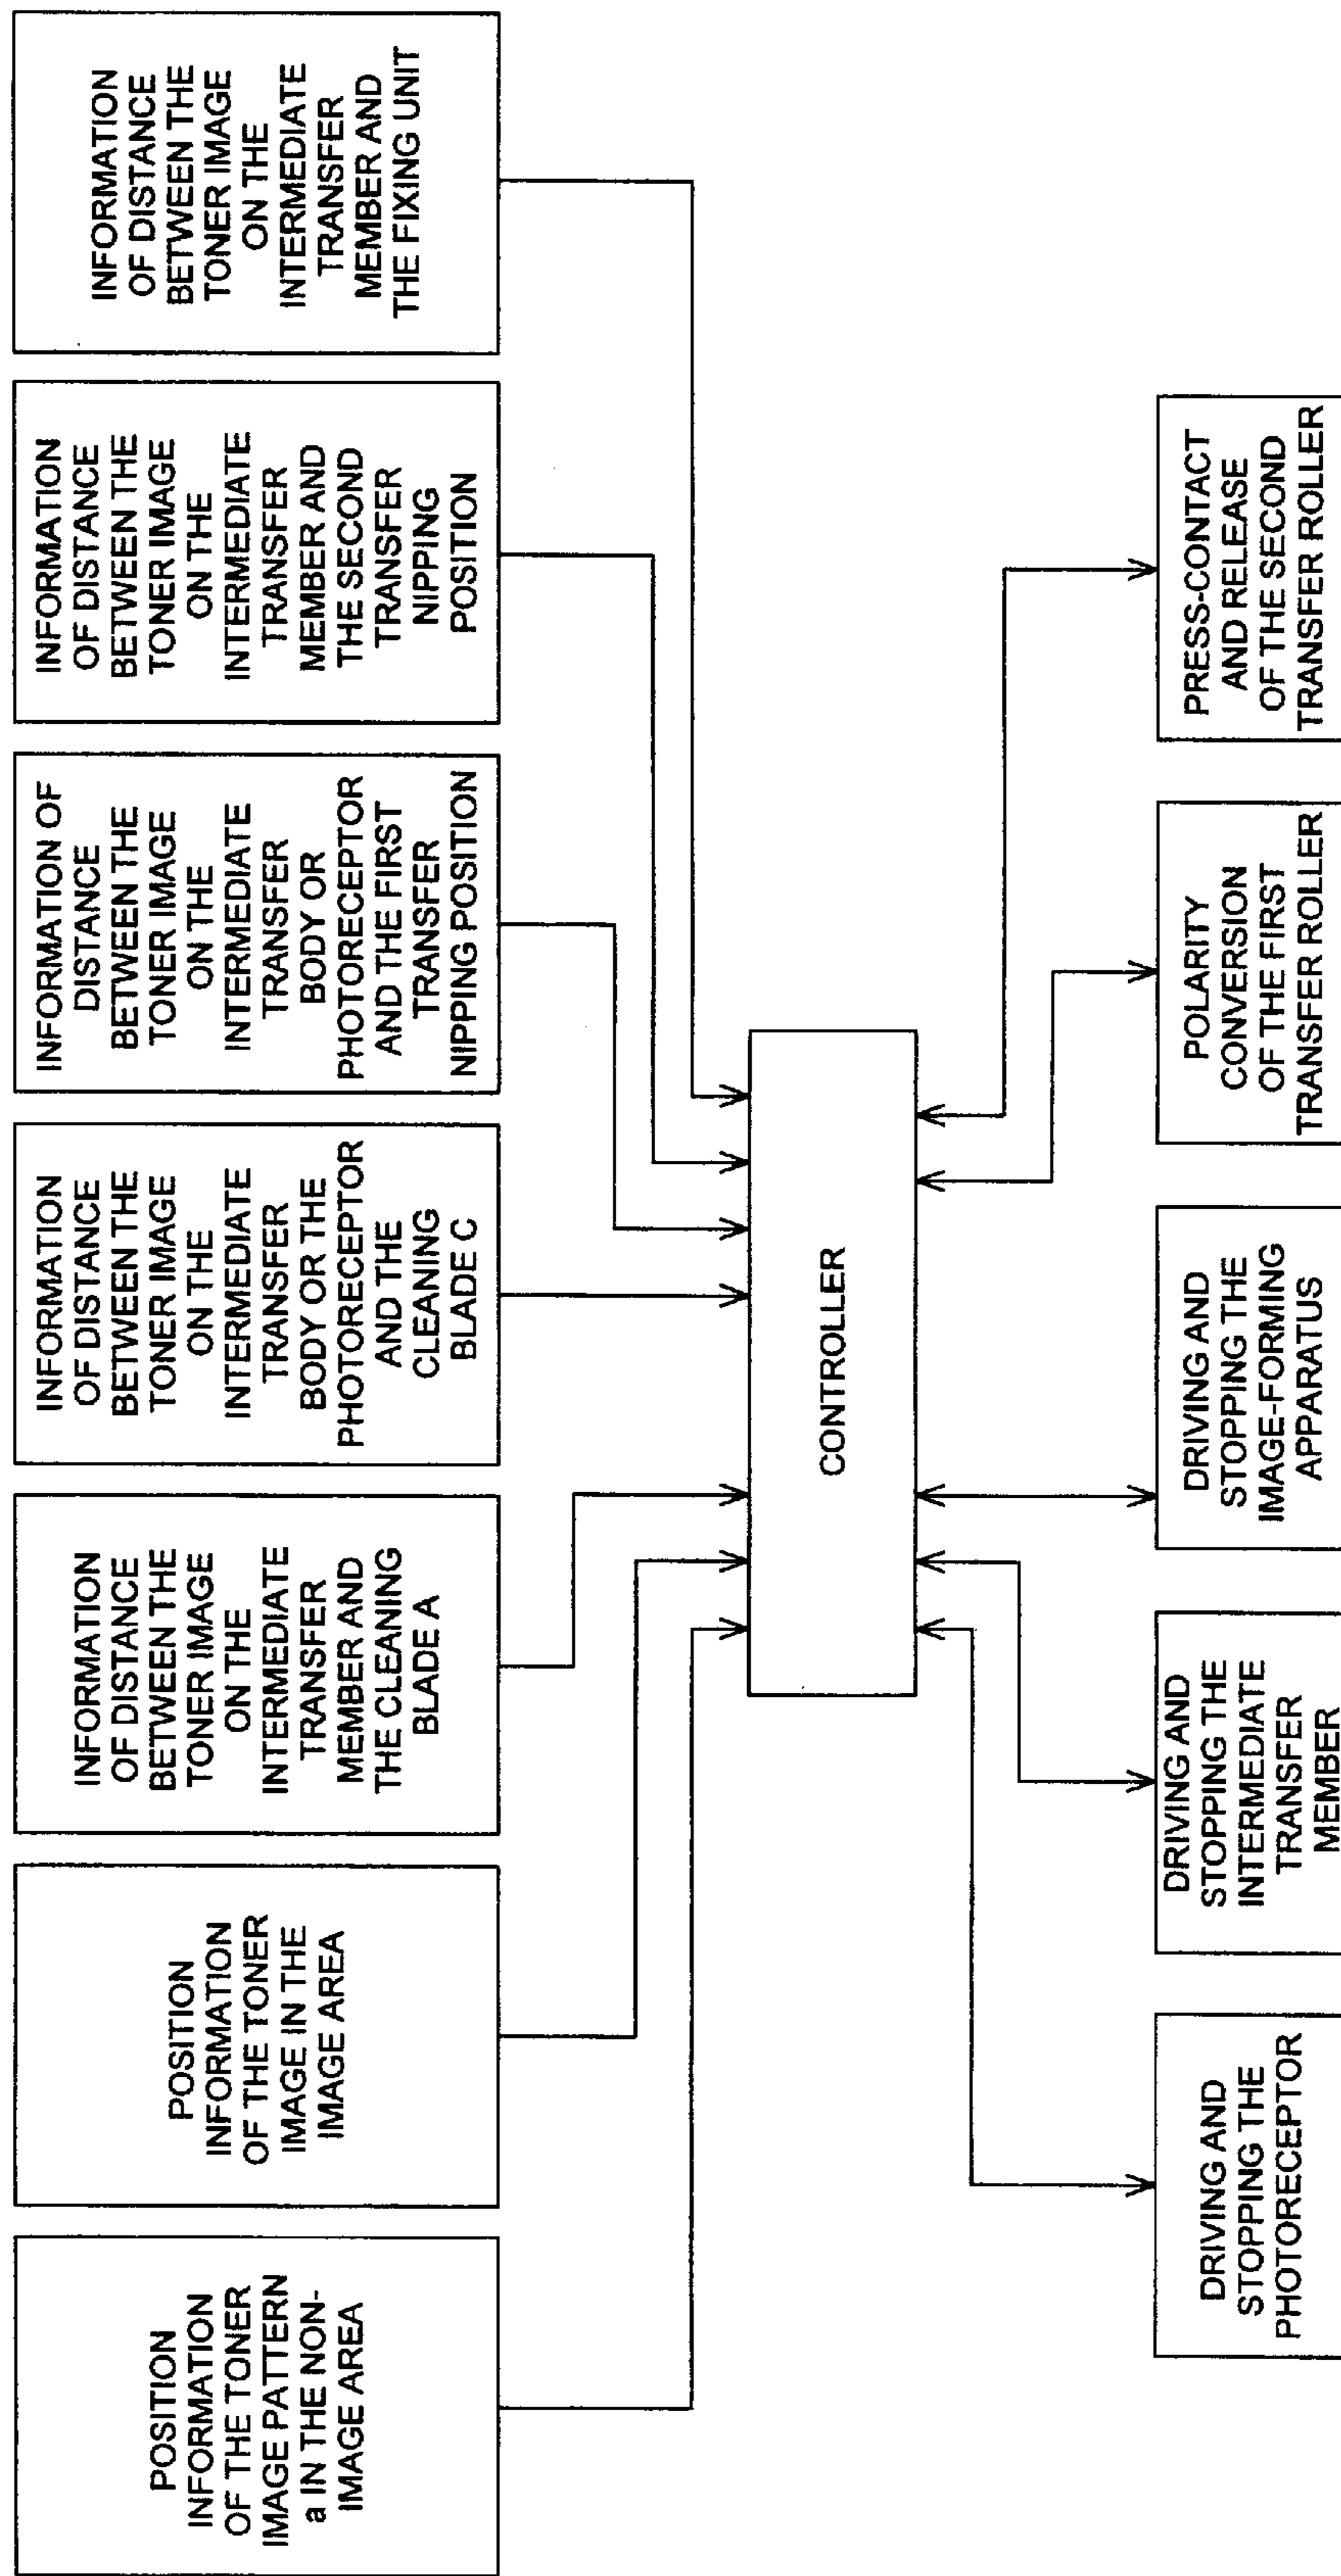 POSITION
INFORMATION
OF THE TONER
IMAGE PATTERN
a IN THE NON-
IMAGE AREA
POSITION
INFORMATION
OF THE TONER
IMAGE IN THE
IMAGE AREA
INFORMATION
OF DISTANCE
BETWEEN THE
TONER IMAGE
ON THE
INTERMEDIATE
TRANSFER
MEMBER AND
THE CLEANING
BLADE A
INFORMATION
OF DISTANCE
BETWEEN THE
TONER IMAGE
ON THE
INTERMEDIATE
TRANSFER
BODY OR THE
PHOTORECEPTOR
AND THE
CLEANING
BLADE C
INFORMATION OF
DISTANCE
BETWEEN THE
TONER IMAGE
ON THE
INTERMEDIATE
TRANSFER
BODY OR
PHOTORECEPTOR
AND THE FIRST
TRANSFER
NIPPING POSITION
INFORMATION
OF DISTANCE
BETWEEN THE
TONER IMAGE
ON THE
INTERMEDIATE
TRANSFER
MEMBER AND
THE SECOND
TRANSFER
NIPPING
POSITION
INFORMATION
OF DISTANCE
BETWEEN THE
TONER IMAGE
ON THE
INTERMEDIATE
TRANSFER
MEMBER AND
THE FIXING UNIT
CONTROLLER
DRIVING AND
STOPPING THE
PHOTORECEPTOR
DRIVING AND
STOPPING THE
INTERMEDIATE
TRANSFER
MEMBER
DRIVING AND
STOPPING THE
IMAGE-FORMING
APPARATUS
POLARITY
CONVERSION
OF THE FIRST
TRANSFER ROLLER
PRESS-CONTACT
AND RELEASE
OF THE SECOND
TRANSFER ROLLER